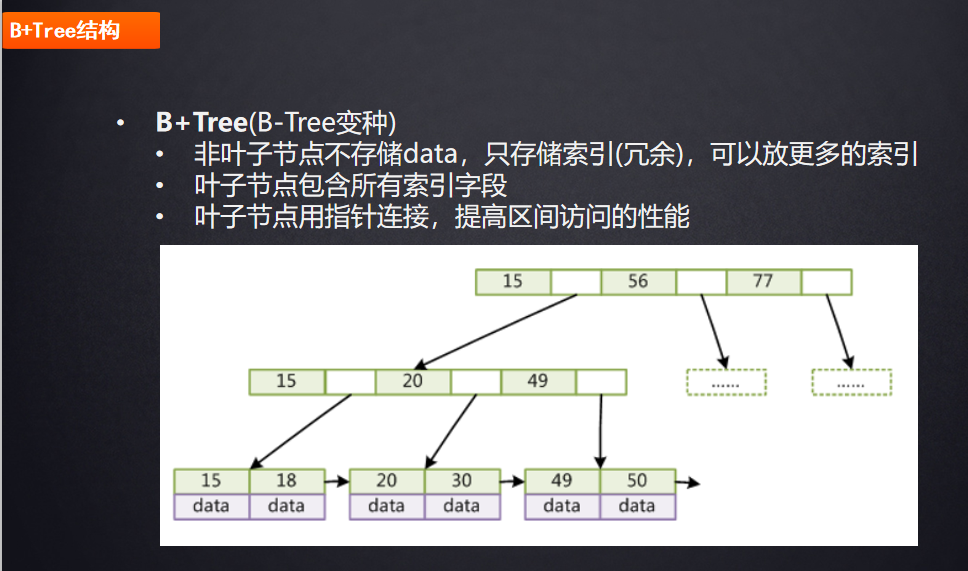 B+Tree结构
B+Tree(B-Tree变种)
非叶子节点不存储data，只存储索引(冗余)，可以放更多的索引
叶子节点包含所有索引字段
叶子节点用指针连接，提高区间访问的性能
15 56 77
15 20 49 ...... ......
15 18 20 30 49 50
data data data data data data